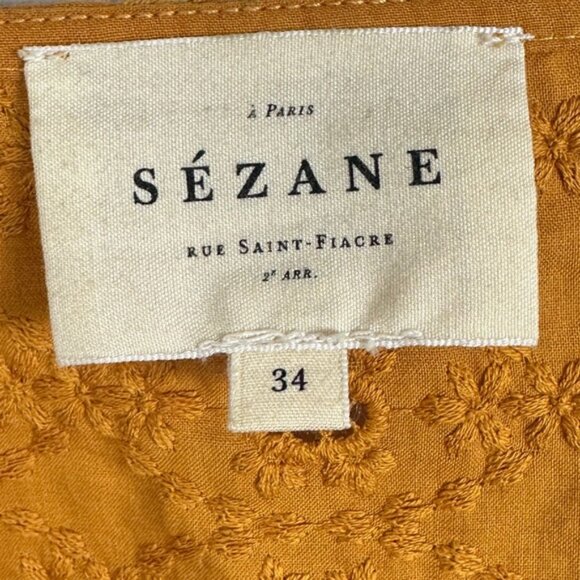 À PARIS
SÉZANE
RUE SAINT-FIACRE
2ᴱ ARR.
34